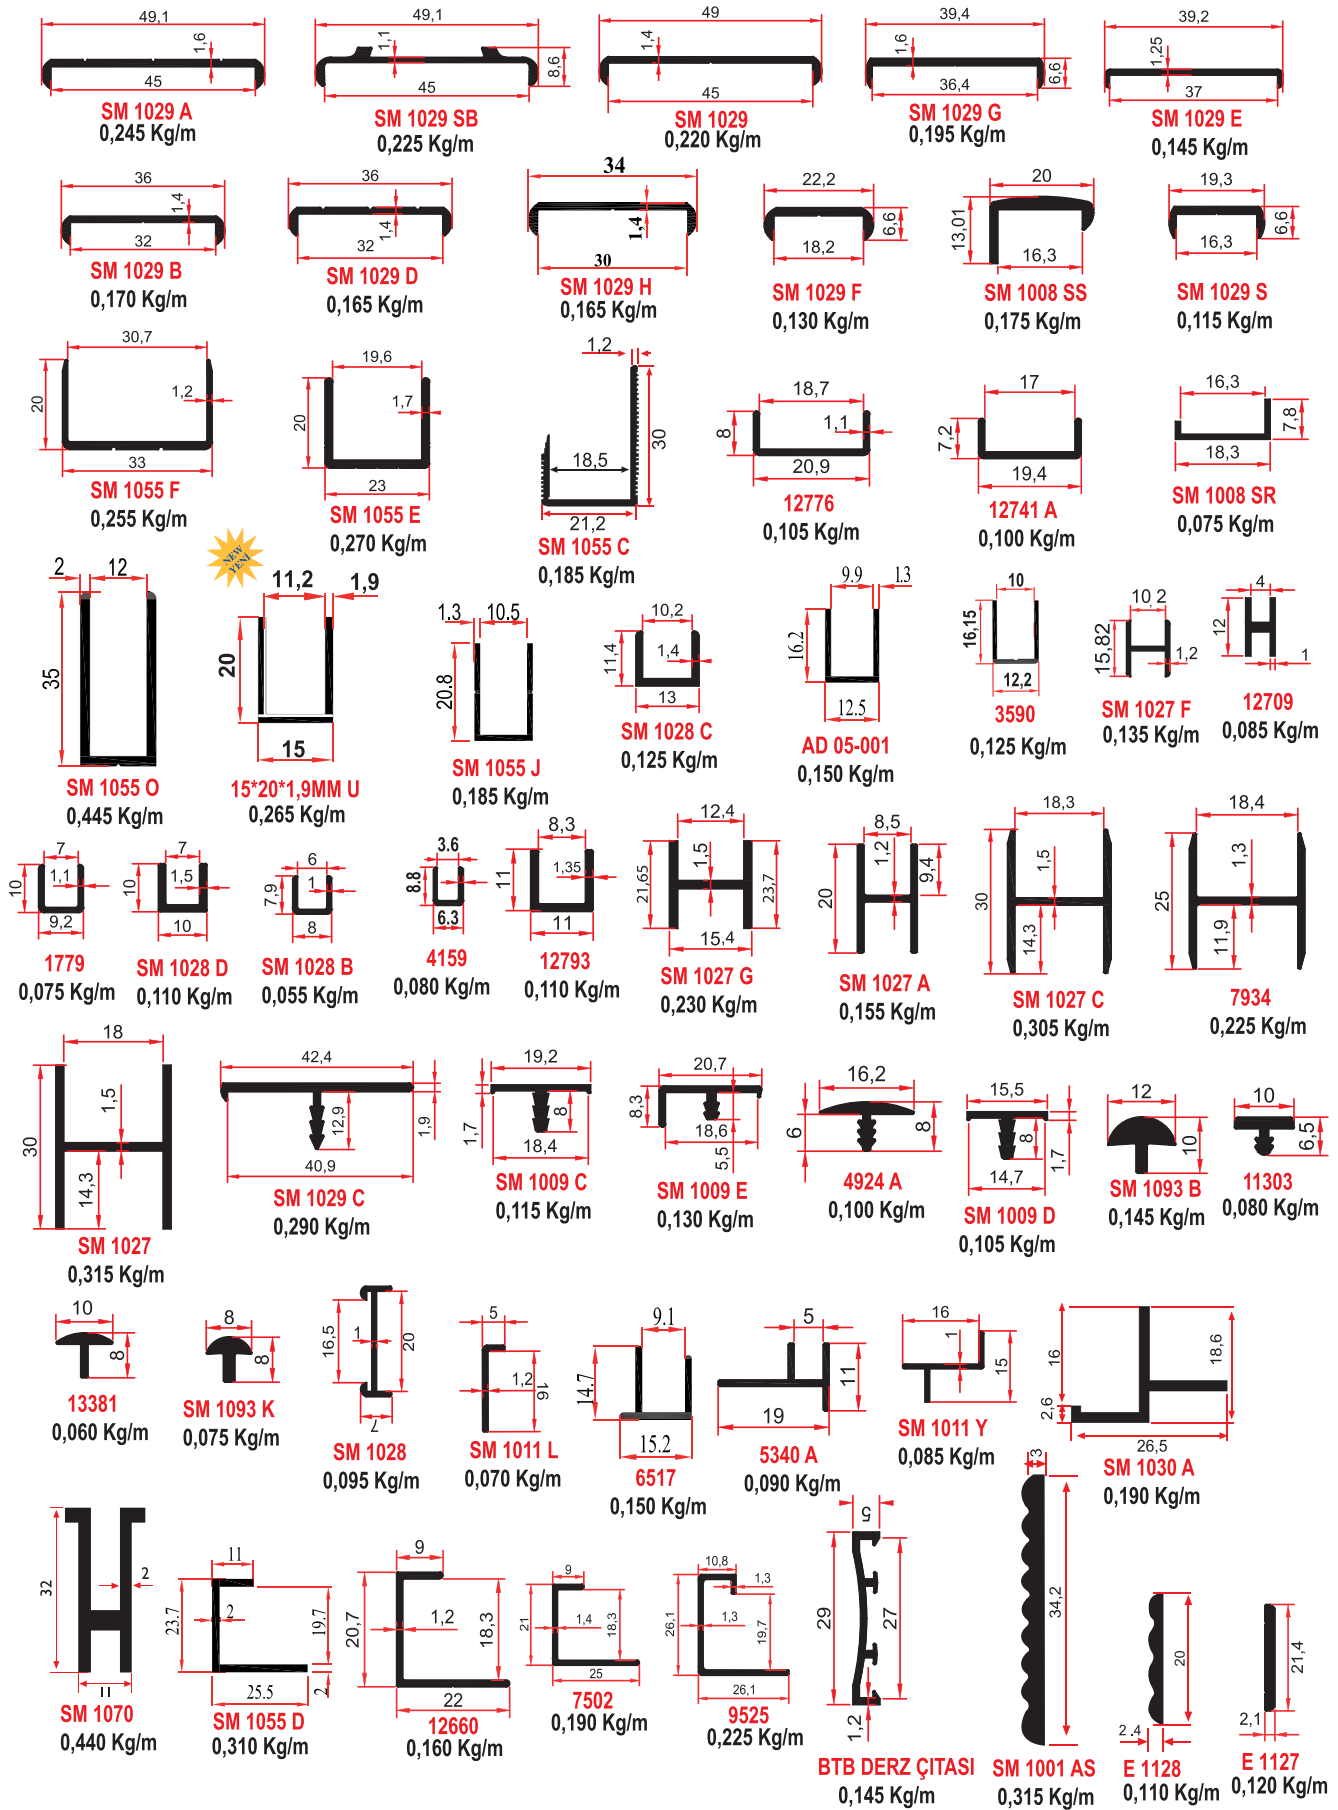 49,1
1,6
45
SM 1029 A
0,245 Kg/m
49,1
1,1
8,6
45
SM 1029 SB
0,225 Kg/m
49
1,4
45
SM 1029
0,220 Kg/m
39,4
1,6
6,6
36,4
SM 1029 G
0,195 Kg/m
39,2
1,25
37
SM 1029 E
0,145 Kg/m
36
1,4
32
SM 1029 B
0,170 Kg/m
36
1,4
32
SM 1029 D
0,165 Kg/m
34
1,4
30
SM 1029 H
0,165 Kg/m
22,2
6,6
18,2
SM 1029 F
0,130 Kg/m
20
13,01
16,3
SM 1008 SS
0,175 Kg/m
19,3
6,6
16,3
SM 1029 S
0,115 Kg/m
30,7
20
1,2
33
SM 1055 F
0,255 Kg/m
19,6
20
1,7
23
SM 1055 E
0,270 Kg/m
1,2
30
18,5
21,2
SM 1055 C
0,185 Kg/m
18,7
8
1,1
20,9
12776
0,105 Kg/m
17
7,2
19,4
12741 A
0,100 Kg/m
16,3
7,8
18,3
SM 1008 SR
0,075 Kg/m
2
12
35
SM 1055 O
0,445 Kg/m
NEW
YENİ
11,2
1,9
20
15
15*20*1,9MM U
0,265 Kg/m
1.3
10.5
20.8
SM 1055 J
0,185 Kg/m
10,2
11,4
1,4
13
SM 1028 C
0,125 Kg/m
9.9
1.3
16.2
12.5
AD 05-001
0,150 Kg/m
10
16,15
12,2
3590
0,125 Kg/m
10 2
15,82
1,2
SM 1027 F
0,135 Kg/m
4
12
1
12709
0,085 Kg/m
7
10
1,1
9,2
1779
0,075 Kg/m
7
10
1,5
10
SM 1028 D
0,110 Kg/m
6
7,9
1
8
SM 1028 B
0,055 Kg/m
3.6
8.8
6.3
4159
0,080 Kg/m
8,3
11
1,35
11
12793
0,110 Kg/m
12,4
21,65
1,5
23,7
15,4
SM 1027 G
0,230 Kg/m
8,5
1,2
9,4
20
SM 1027 A
0,155 Kg/m
18,3
30
1,5
14,3
SM 1027 C
0,305 Kg/m
18,4
25
1,3
11,9
7934
0,225 Kg/m
18
30
1,5
14,3
SM 1027
0,315 Kg/m
42,4
12,9
1,9
40,9
SM 1029 C
0,290 Kg/m
19,2
1,7
8
18,4
SM 1009 C
0,115 Kg/m
20,7
8,3
18,6
5,5
SM 1009 E
0,130 Kg/m
16,2
6
8
4924 A
0,100 Kg/m
15,5
8
1,7
14,7
SM 1009 D
0,105 Kg/m
12
10
SM 1093 B
0,145 Kg/m
10
6,5
11303
0,080 Kg/m
10
8
13381
0,060 Kg/m
8
8
SM 1093 K
0,075 Kg/m
16,5
1
20
7
SM 1028
0,095 Kg/m
5
1,2
16
SM 1011 L
0,070 Kg/m
9.1
14.7
15.2
6517
0,150 Kg/m
5
11
19
5340 A
0,090 Kg/m
16
1
15
SM 1011 Y
0,085 Kg/m
16
18,6
2,6
26,5
SM 1030 A
0,190 Kg/m
32
2
11
SM 1070
0,440 Kg/m
11
23.7
2
19.7
2
25.5
SM 1055 D
0,310 Kg/m
9
20,7
1,2
18,3
22
12660
0,160 Kg/m
9
21
1,4
18,3
25
7502
0,190 Kg/m
10,8
1,3
26,1
1,3
19,7
26,1
9525
0,225 Kg/m
5
29
27
1,2
BTB DERZ ÇITASI
0,145 Kg/m
3
34,2
SM 1001 AS
0,315 Kg/m
20
2.4
E 1128
0,110 Kg/m
21,4
2,1
E 1127
0,120 Kg/m